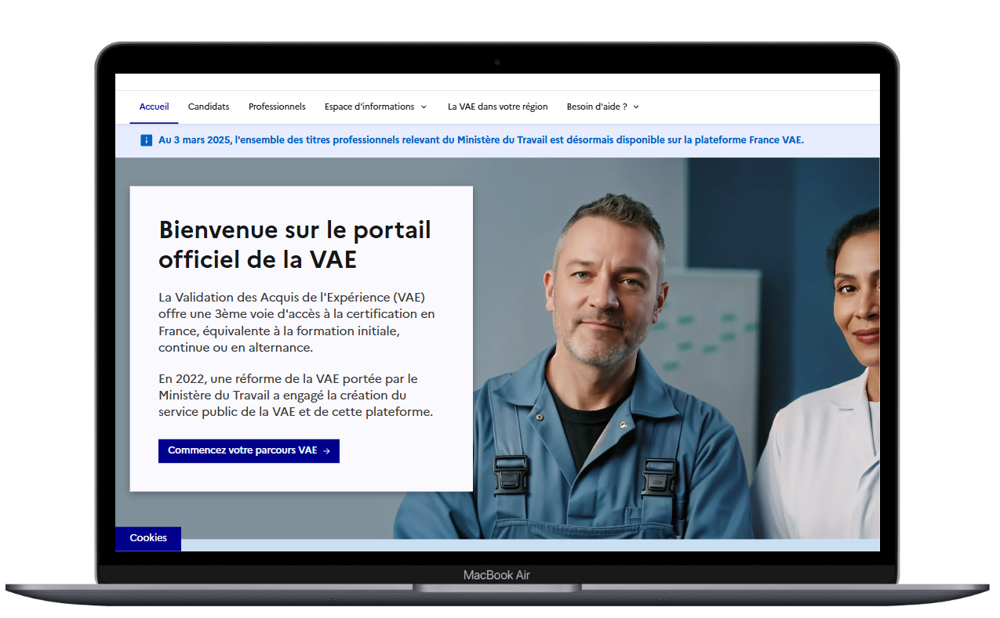 Accueil Candidats Professionnels Espace d'informations La VAE dans votre région Besoin d'aide ?
Au 3 mars 2025, l'ensemble des titres professionnels relevant du Ministère du Travail est désormais disponible sur la plateforme France VAE.
Bienvenue sur le portail
officiel de la VAE
La Validation des Acquis de l'Expérience (VAE)
offre une 3ème voie d'accès à la certification en
France, équivalente à la formation initiale,
continue ou en alternance.
En 2022, une réforme de la VAE portée par le
Ministère du Travail a engagé la création du
service public de la VAE et de cette plateforme.
Commencez votre parcours VAE →
Cookies
MacBook Air